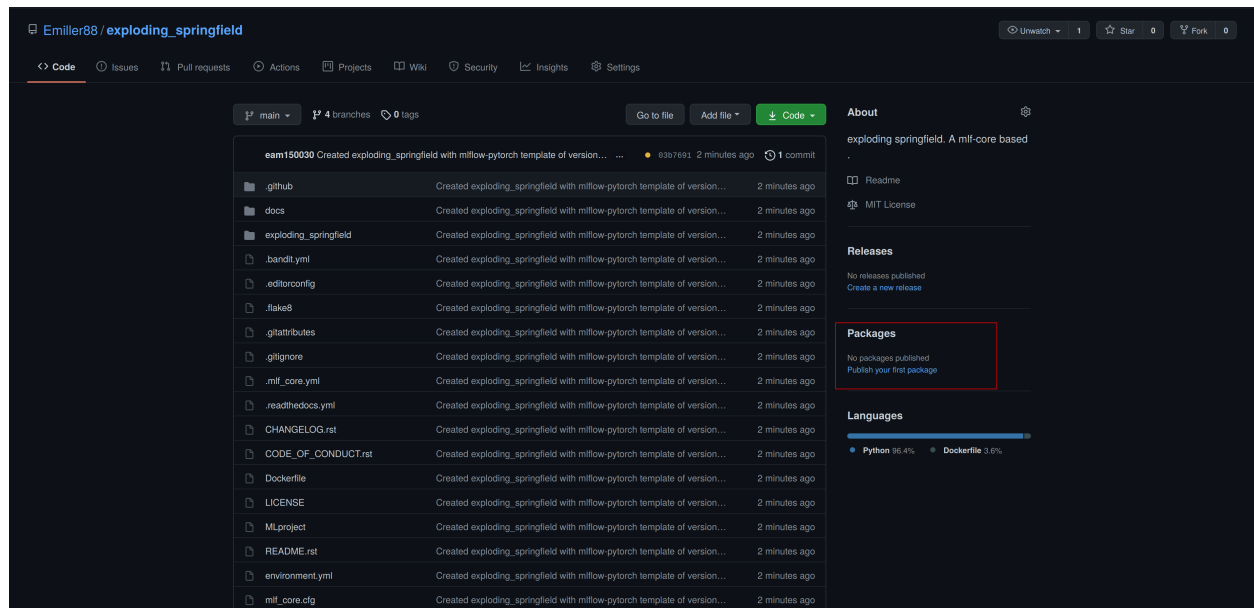 Emiller88 / exploding_springfield
Unwatch 1 Star 0 Fork 0
Code Issues Pull requests Actions Projects Wiki Security Insights Settings
main 4 branches 0 tags Go to file Add file Code
eam150030 Created exploding_springfield with mlflow-pytorch template of version… ... 03b7691 2 minutes ago 1 commit
.github Created exploding_springfield with mlflow-pytorch template of version… 2 minutes ago
docs Created exploding_springfield with mlflow-pytorch template of version… 2 minutes ago
exploding_springfield Created exploding_springfield with mlflow-pytorch template of version… 2 minutes ago
.bandit.yml Created exploding_springfield with mlflow-pytorch template of version… 2 minutes ago
.editorconfig Created exploding_springfield with mlflow-pytorch template of version… 2 minutes ago
.flake8 Created exploding_springfield with mlflow-pytorch template of version… 2 minutes ago
.gitattributes Created exploding_springfield with mlflow-pytorch template of version… 2 minutes ago
.gitignore Created exploding_springfield with mlflow-pytorch template of version… 2 minutes ago
.mlf_core.yml Created exploding_springfield with mlflow-pytorch template of version… 2 minutes ago
.readthedocs.yml Created exploding_springfield with mlflow-pytorch template of version… 2 minutes ago
CHANGELOG.rst Created exploding_springfield with mlflow-pytorch template of version… 2 minutes ago
CODE_OF_CONDUCT.rst Created exploding_springfield with mlflow-pytorch template of version… 2 minutes ago
Dockerfile Created exploding_springfield with mlflow-pytorch template of version… 2 minutes ago
LICENSE Created exploding_springfield with mlflow-pytorch template of version… 2 minutes ago
MLproject Created exploding_springfield with mlflow-pytorch template of version… 2 minutes ago
README.rst Created exploding_springfield with mlflow-pytorch template of version… 2 minutes ago
environment.yml Created exploding_springfield with mlflow-pytorch template of version… 2 minutes ago
mlf_core.cfg Created exploding_springfield with mlflow-pytorch template of version… 2 minutes ago
About
exploding springfield. A mlf-core based
.
Readme
MIT License
Releases
No releases published
Create a new release
Packages
No packages published
Publish your first package
Languages
Python 96.4% Dockerfile 3.6%